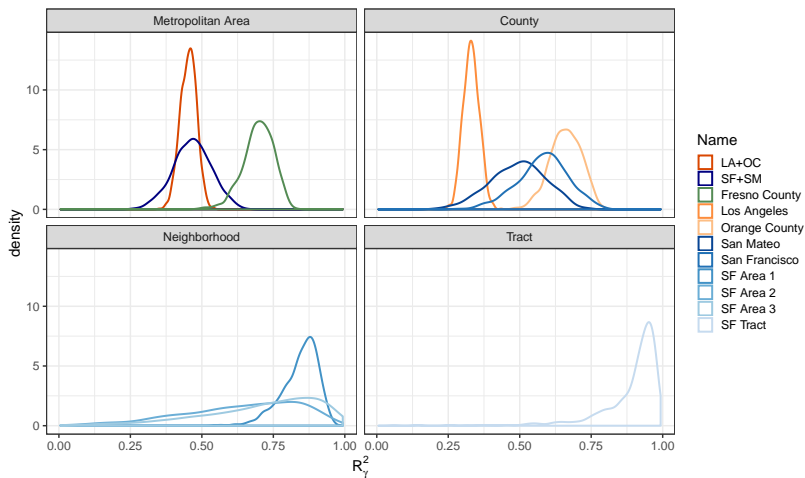 Metropolitan Area
County
10
5
0
density
Neighborhood
Tract
10
5
0
0.00 0.25 0.50 0.75 1.00
0.00 0.25 0.50 0.75 1.00
R²ᵧ
Name
LA+OC
SF+SM
Fresno County
Los Angeles
Orange County
San Mateo
San Francisco
SF Area 1
SF Area 2
SF Area 3
SF Tract